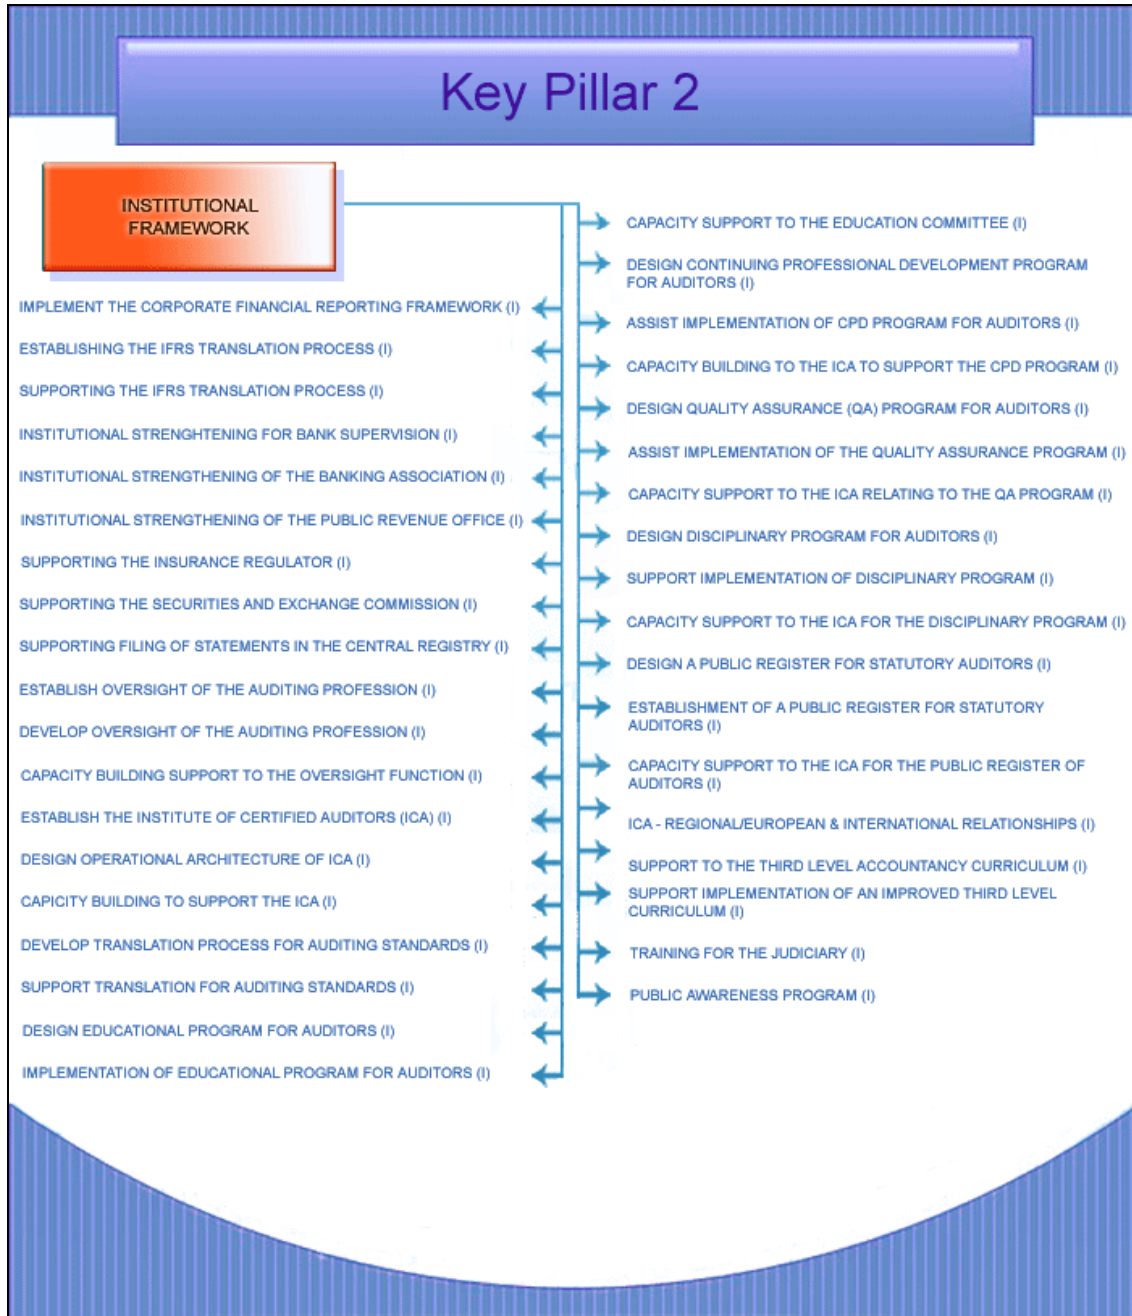 Key Pillar 2
INSTITUTIONAL
FRAMEWORK
IMPLEMENT THE CORPORATE FINANCIAL REPORTING FRAMEWORK (I)
ESTABLISHING THE IFRS TRANSLATION PROCESS (I)
SUPPORTING THE IFRS TRANSLATION PROCESS (I)
INSTITUTIONAL STRENGHTENING FOR BANK SUPERVISION (I)
INSTITUTIONAL STRENGTHENING OF THE BANKING ASSOCIATION (I)
INSTITUTIONAL STRENGTHENING OF THE PUBLIC REVENUE OFFICE (I)
SUPPORTING THE INSURANCE REGULATOR (I)
SUPPORTING THE SECURITIES AND EXCHANGE COMMISSION (I)
SUPPORTING FILING OF STATEMENTS IN THE CENTRAL REGISTRY (I)
ESTABLISH OVERSIGHT OF THE AUDITING PROFESSION (I)
DEVELOP OVERSIGHT OF THE AUDITING PROFESSION (I)
CAPACITY BUILDING SUPPORT TO THE OVERSIGHT FUNCTION (I)
ESTABLISH THE INSTITUTE OF CERTIFIED AUDITORS (ICA) (I)
DESIGN OPERATIONAL ARCHITECTURE OF ICA (I)
CAPICITY BUILDING TO SUPPORT THE ICA (I)
DEVELOP TRANSLATION PROCESS FOR AUDITING STANDARDS (I)
SUPPORT TRANSLATION FOR AUDITING STANDARDS (I)
DESIGN EDUCATIONAL PROGRAM FOR AUDITORS (I)
IMPLEMENTATION OF EDUCATIONAL PROGRAM FOR AUDITORS (I)
CAPACITY SUPPORT TO THE EDUCATION COMMITTEE (I)
DESIGN CONTINUING PROFESSIONAL DEVELOPMENT PROGRAM
FOR AUDITORS (I)
ASSIST IMPLEMENTATION OF CPD PROGRAM FOR AUDITORS (I)
CAPACITY BUILDING TO THE ICA TO SUPPORT THE CPD PROGRAM (I)
DESIGN QUALITY ASSURANCE (QA) PROGRAM FOR AUDITORS (I)
ASSIST IMPLEMENTATION OF THE QUALITY ASSURANCE PROGRAM (I)
CAPACITY SUPPORT TO THE ICA RELATING TO THE QA PROGRAM (I)
DESIGN DISCIPLINARY PROGRAM FOR AUDITORS (I)
SUPPORT IMPLEMENTATION OF DISCIPLINARY PROGRAM (I)
CAPACITY SUPPORT TO THE ICA FOR THE DISCIPLINARY PROGRAM (I)
DESIGN A PUBLIC REGISTER FOR STATUTORY AUDITORS (I)
ESTABLISHMENT OF A PUBLIC REGISTER FOR STATUTORY
AUDITORS (I)
CAPACITY SUPPORT TO THE ICA FOR THE PUBLIC REGISTER OF
AUDITORS (I)
ICA - REGIONAL/EUROPEAN & INTERNATIONAL RELATIONSHIPS (I)
SUPPORT TO THE THIRD LEVEL ACCOUNTANCY CURRICULUM (I)
SUPPORT IMPLEMENTATION OF AN IMPROVED THIRD LEVEL
CURRICULUM (I)
TRAINING FOR THE JUDICIARY (I)
PUBLIC AWARENESS PROGRAM (I)